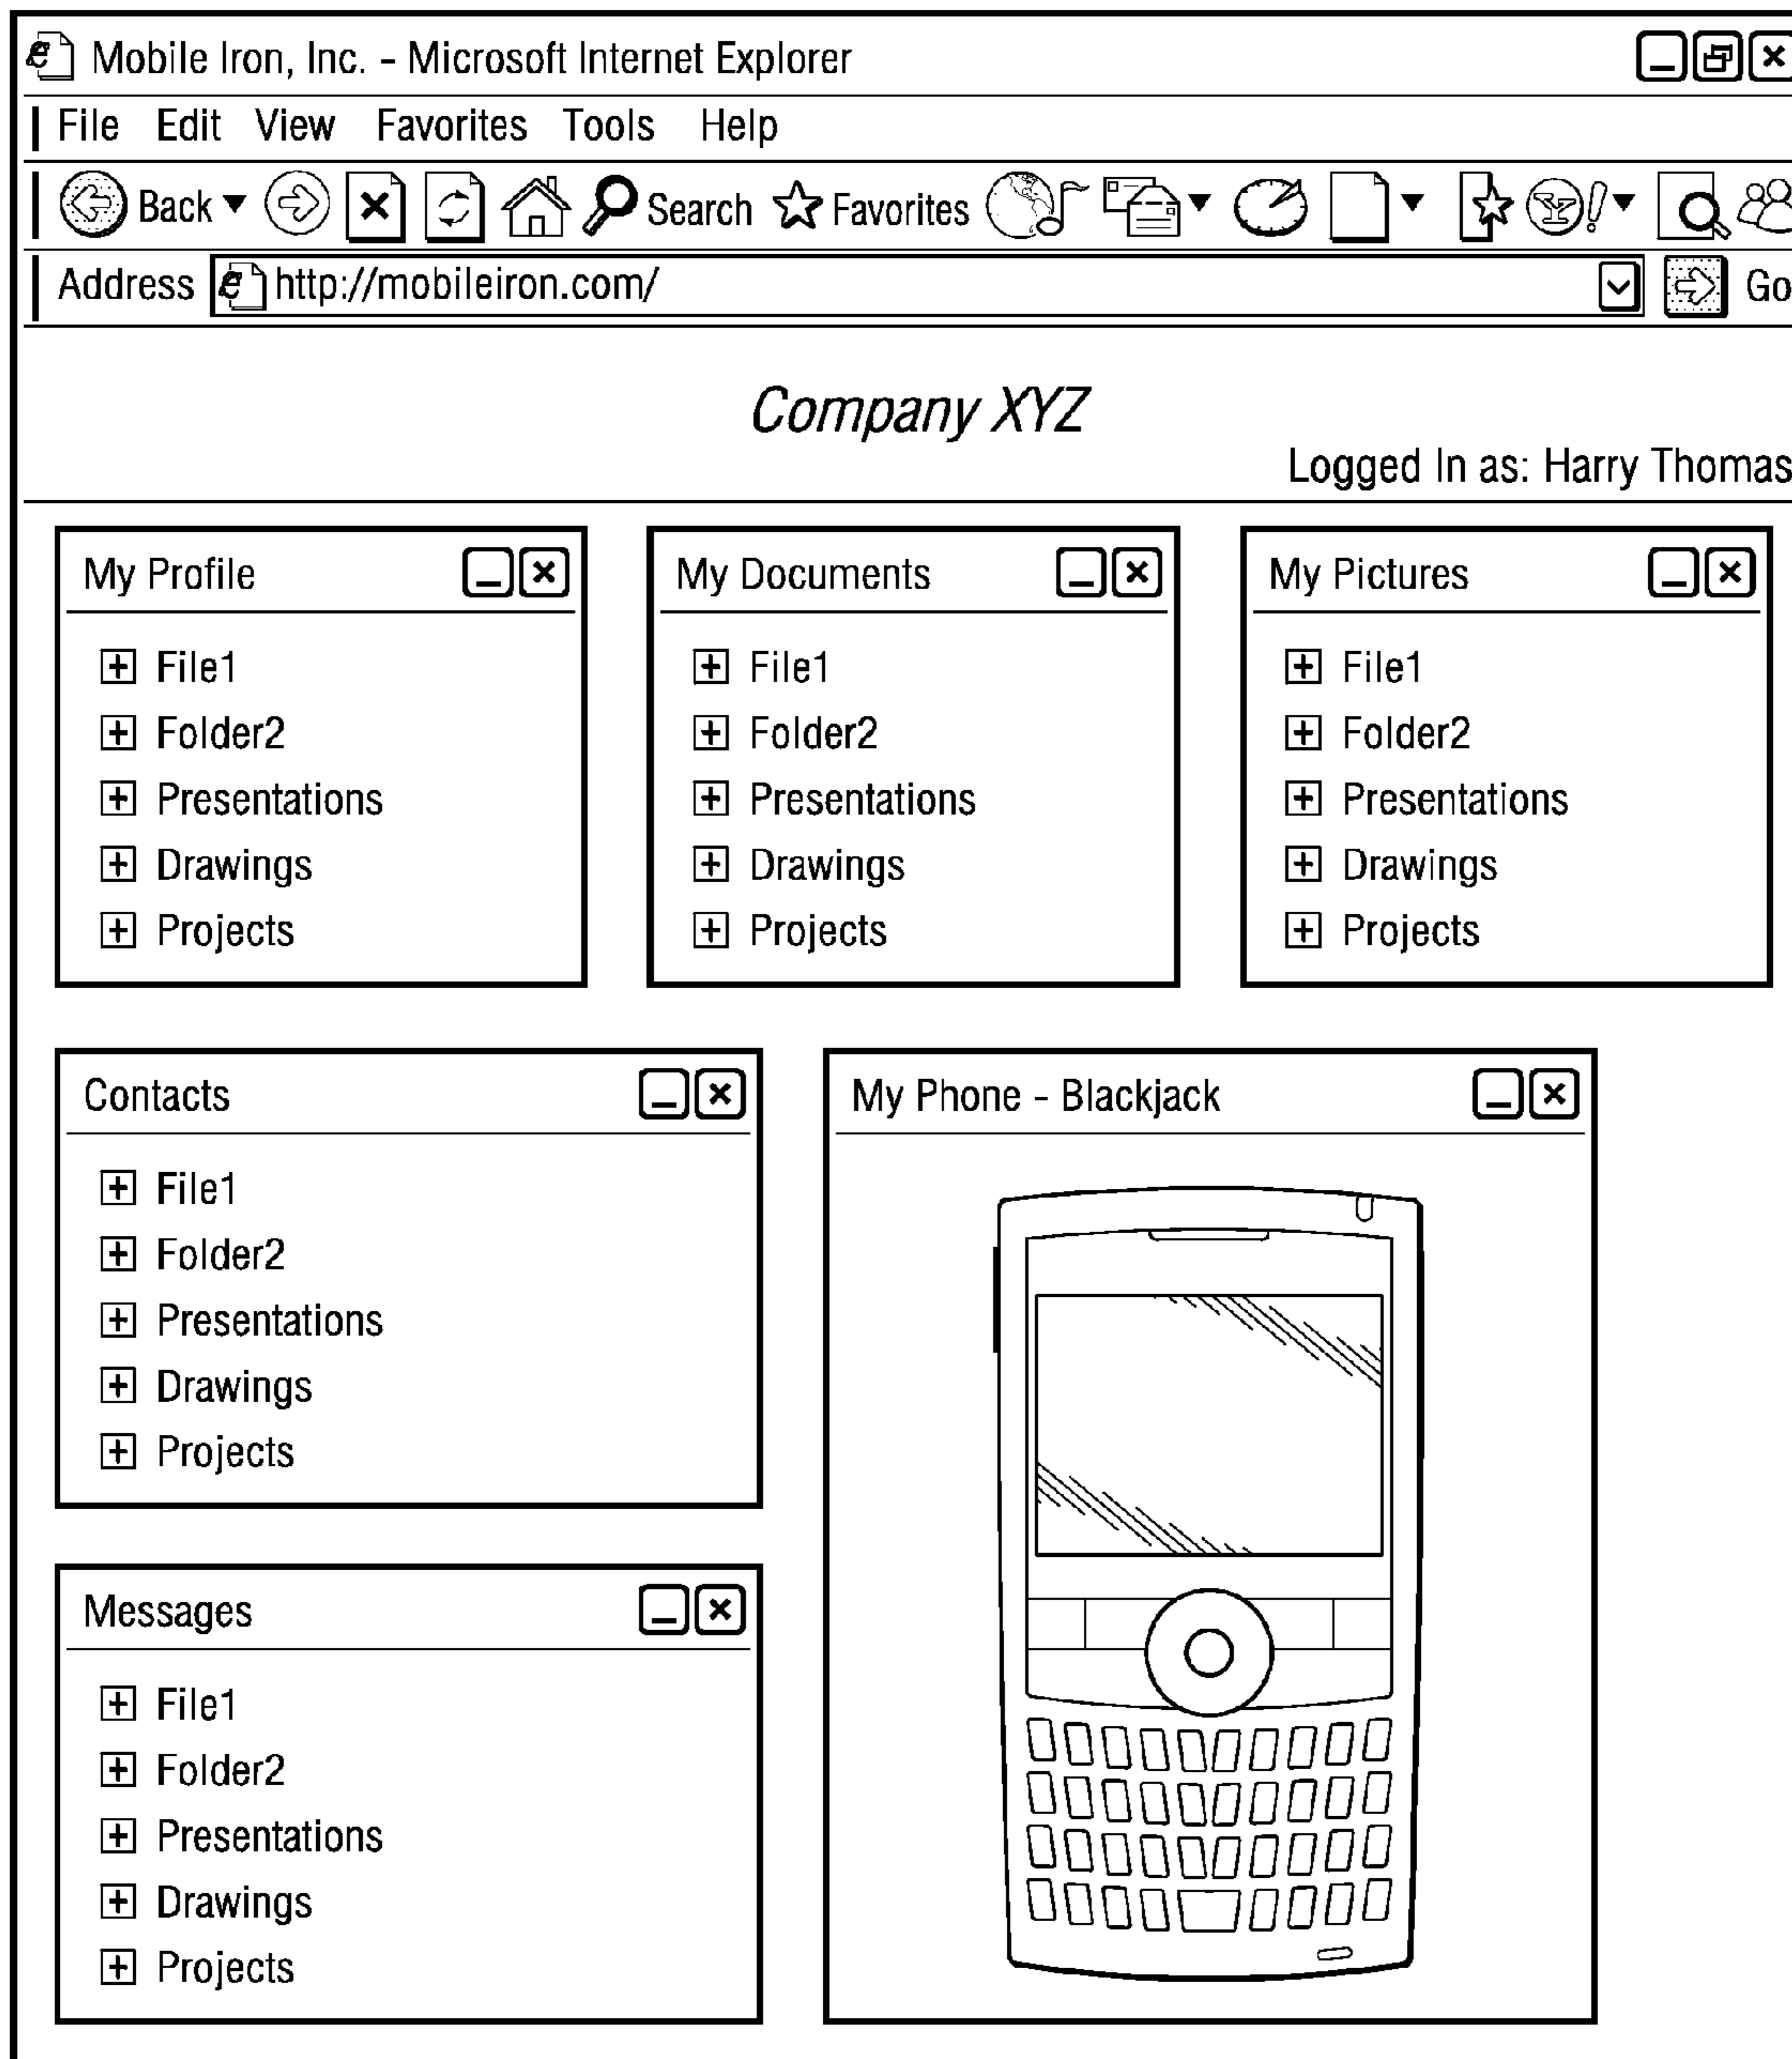 Mobile Iron, Inc. - Microsoft Internet Explorer
File Edit View Favorites Tools Help
Back Search Favorites
Address http://mobileiron.com/ Go
Company XYZ
Logged In as: Harry Thomas
My Profile
File1
Folder2
Presentations
Drawings
Projects
My Documents
File1
Folder2
Presentations
Drawings
Projects
My Pictures
File1
Folder2
Presentations
Drawings
Projects
Contacts
File1
Folder2
Presentations
Drawings
Projects
My Phone - Blackjack
Messages
File1
Folder2
Presentations
Drawings
Projects